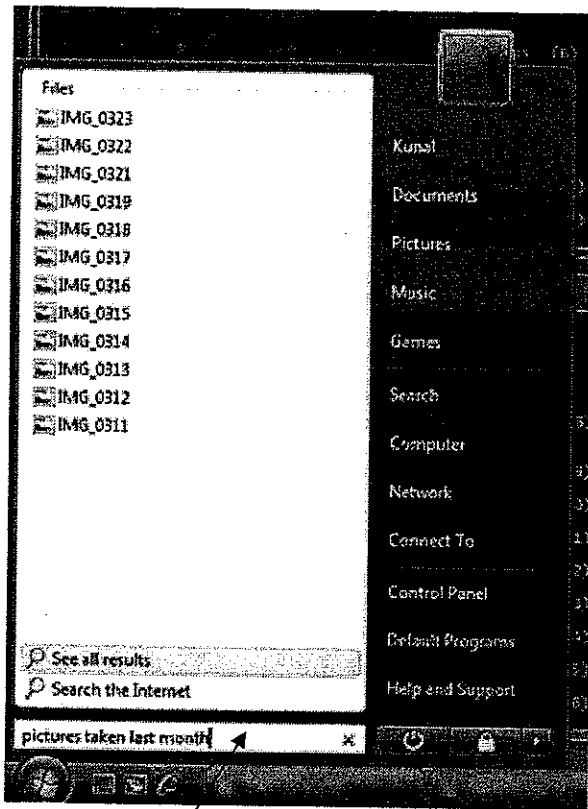 Files
IMG_0323
IMG_0322
IMG_0321
IMG_0319
IMG_0318
IMG_0317
IMG_0316
IMG_0315
IMG_0314
IMG_0313
IMG_0312
IMG_0311
See all results
Search the Internet
pictures taken last month
Kunal
Documents
Pictures
Music
Games
Search
Computer
Network
Connect To
Control Panel
Default Programs
Help and Support